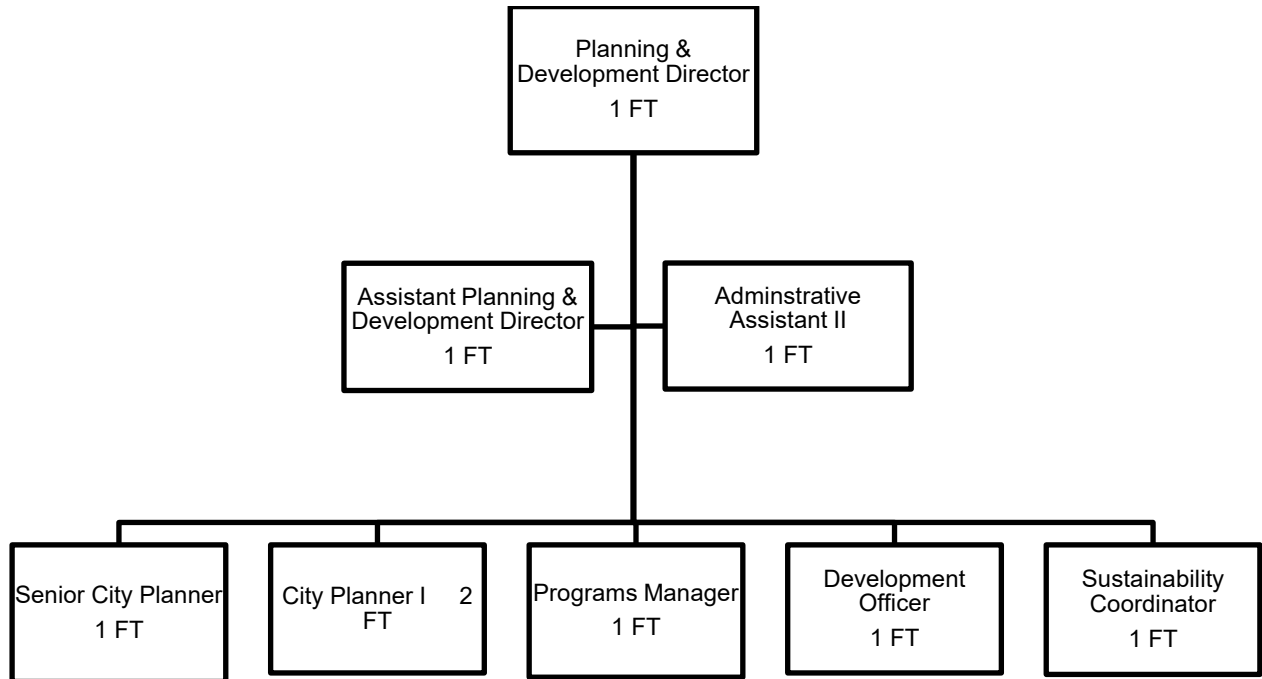 Planning &
Development Director
1 FT
Assistant Planning &
Development Director
1 FT
Adminstrative
Assistant II
1 FT
Senior City Planner
1 FT
City Planner I 2
FT
Programs Manager
1 FT
Development
Officer
1 FT
Sustainability
Coordinator
1 FT